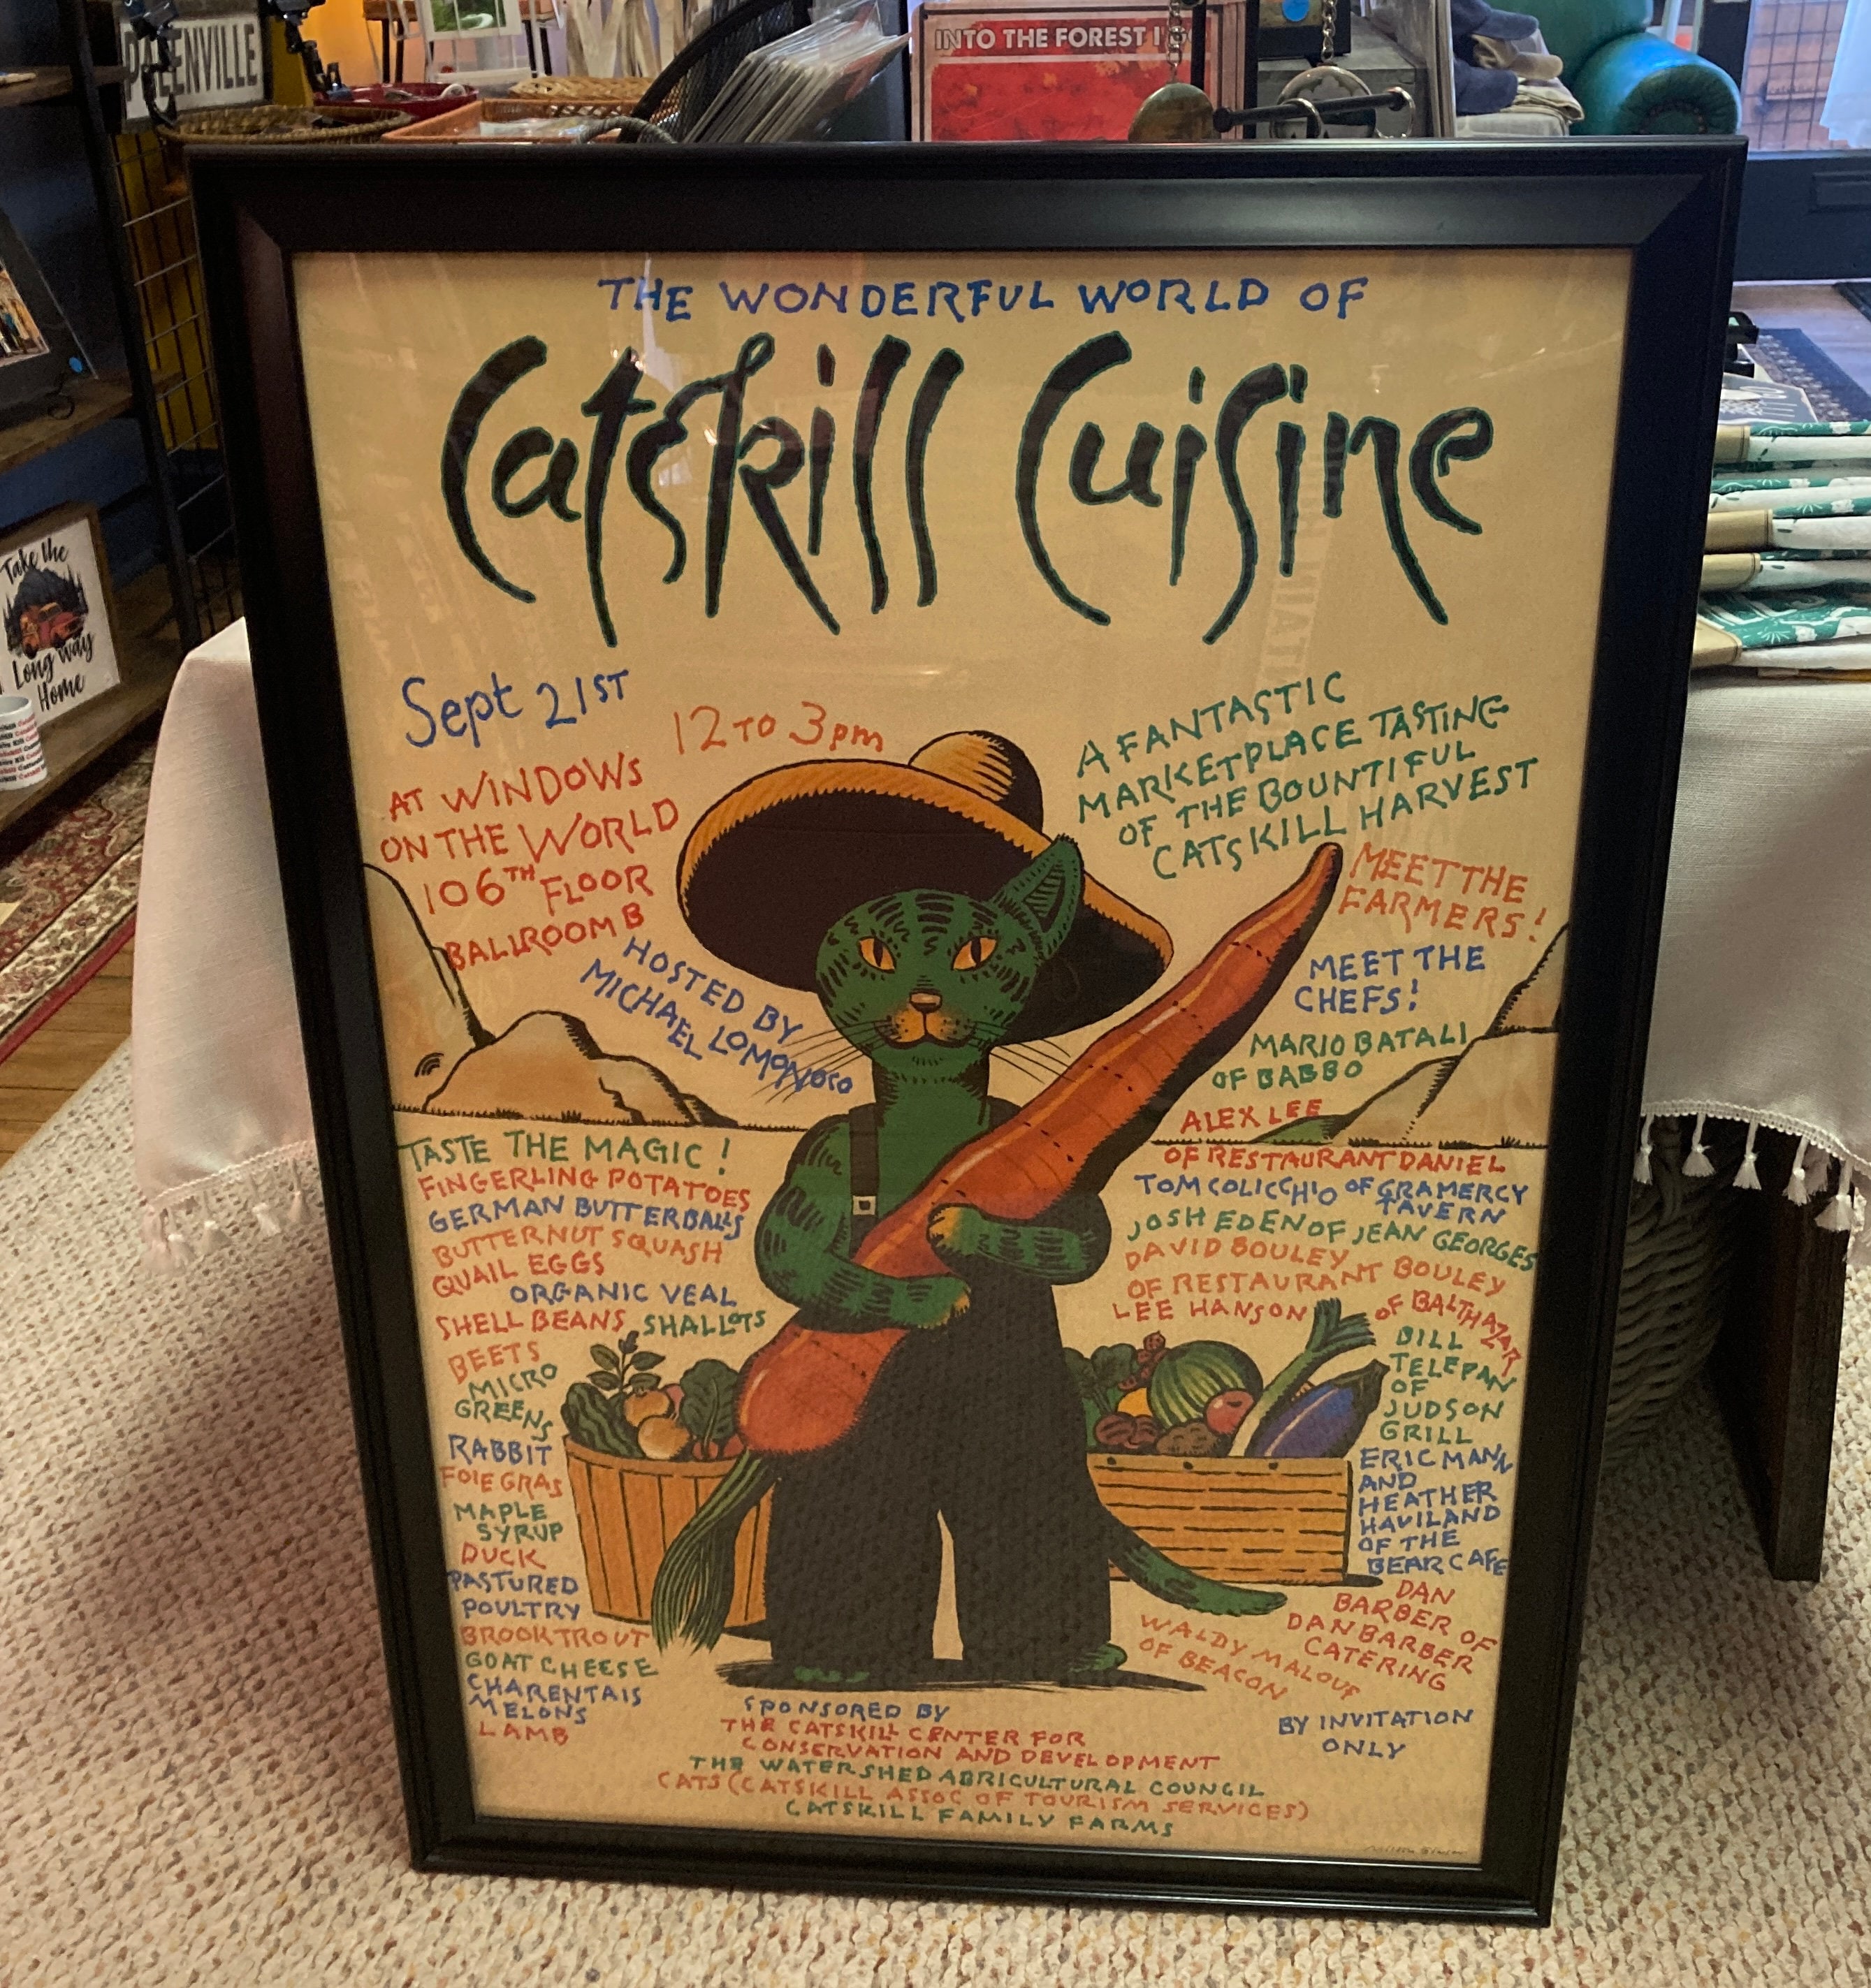 INTO THE FOREST I
Take the
Long Way
Home
THE WONDERFUL WORLD OF
Catskill Cuisine
Sept 21ST
12 TO 3pm
AT WINDOWS
ON THE WORLD
106TH FLOOR
BALLROOM B
HOSTED BY
MICHAEL LOMONOCO
A FANTASTIC
MARKETPLACE TASTING
OF THE BOUNTIFUL
CATSKILL HARVEST
MEET THE
FARMERS!
MEET THE
CHEFS!
MARIO BATALI
OF BABBO
ALEX LEE
OF RESTAURANT DANIEL
TOM COLICCHIO OF GRAMERCY
TAVERN
JOSH EDEN OF JEAN GEORGES
DAVID BOULEY
OF RESTAURANT BOULEY
LEE HANSON OF BALTHAZAR
BILL
TELEPAN
OF
JUDSON
GRILL
ERIC MANN
AND
HEATHER
HAVILAND
OF THE
BEAR CAFE
DAN
BARBER OF
DAN BARBER
CATERING
WALDY MALOUF
OF BEACON
BY INVITATION
ONLY
TASTE THE MAGIC!
FINGERLING POTATOES
GERMAN BUTTERBALLS
BUTTERNUT SQUASH
QUAIL EGGS
ORGANIC VEAL
SHELL BEANS SHALLOTS
BEETS
MICRO
GREENS
RABBIT
FOIE GRAS
MAPLE
SYRUP
DUCK
PASTURED
POULTRY
BROOK TROUT
GOAT CHEESE
CHARENTAIS
MELONS
LAMB
SPONSORED BY
THE CATSKILL CENTER FOR
CONSERVATION AND DEVELOPMENT
THE WATERSHED AGRICULTURAL COUNCIL
CATS (CATSKILL ASSOC OF TOURISM SERVICES)
CATSKILL FAMILY FARMS